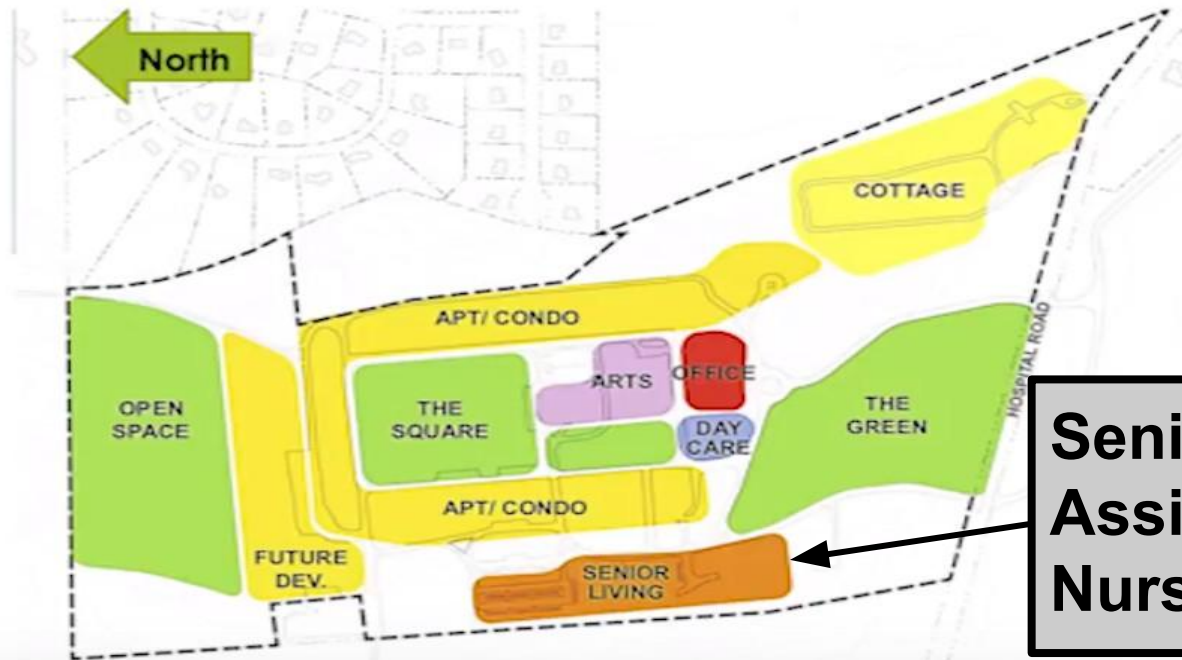 North
COTTAGE
APT/ CONDO
ARTS
OFFICE
OPEN
SPACE
THE
SQUARE
DAY
CARE
THE
GREEN
HOSPITAL ROAD
APT/ CONDO
FUTURE
DEV.
SENIOR
LIVING
Seni
Assi
Nurs